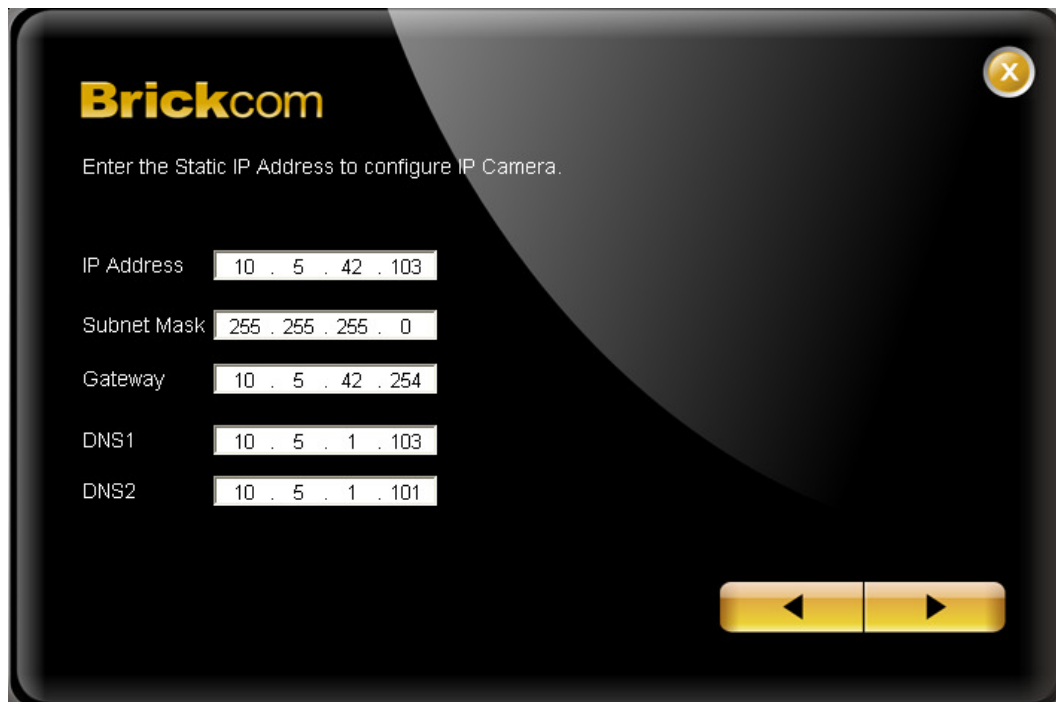 X
Brickcom
Enter the Static IP Address to configure IP Camera.
IP Address 10 . 5 . 42 . 103
Subnet Mask 255 . 255 . 255 . 0
Gateway 10 . 5 . 42 . 254
DNS1 10 . 5 . 1 . 103
DNS2 10 . 5 . 1 . 101